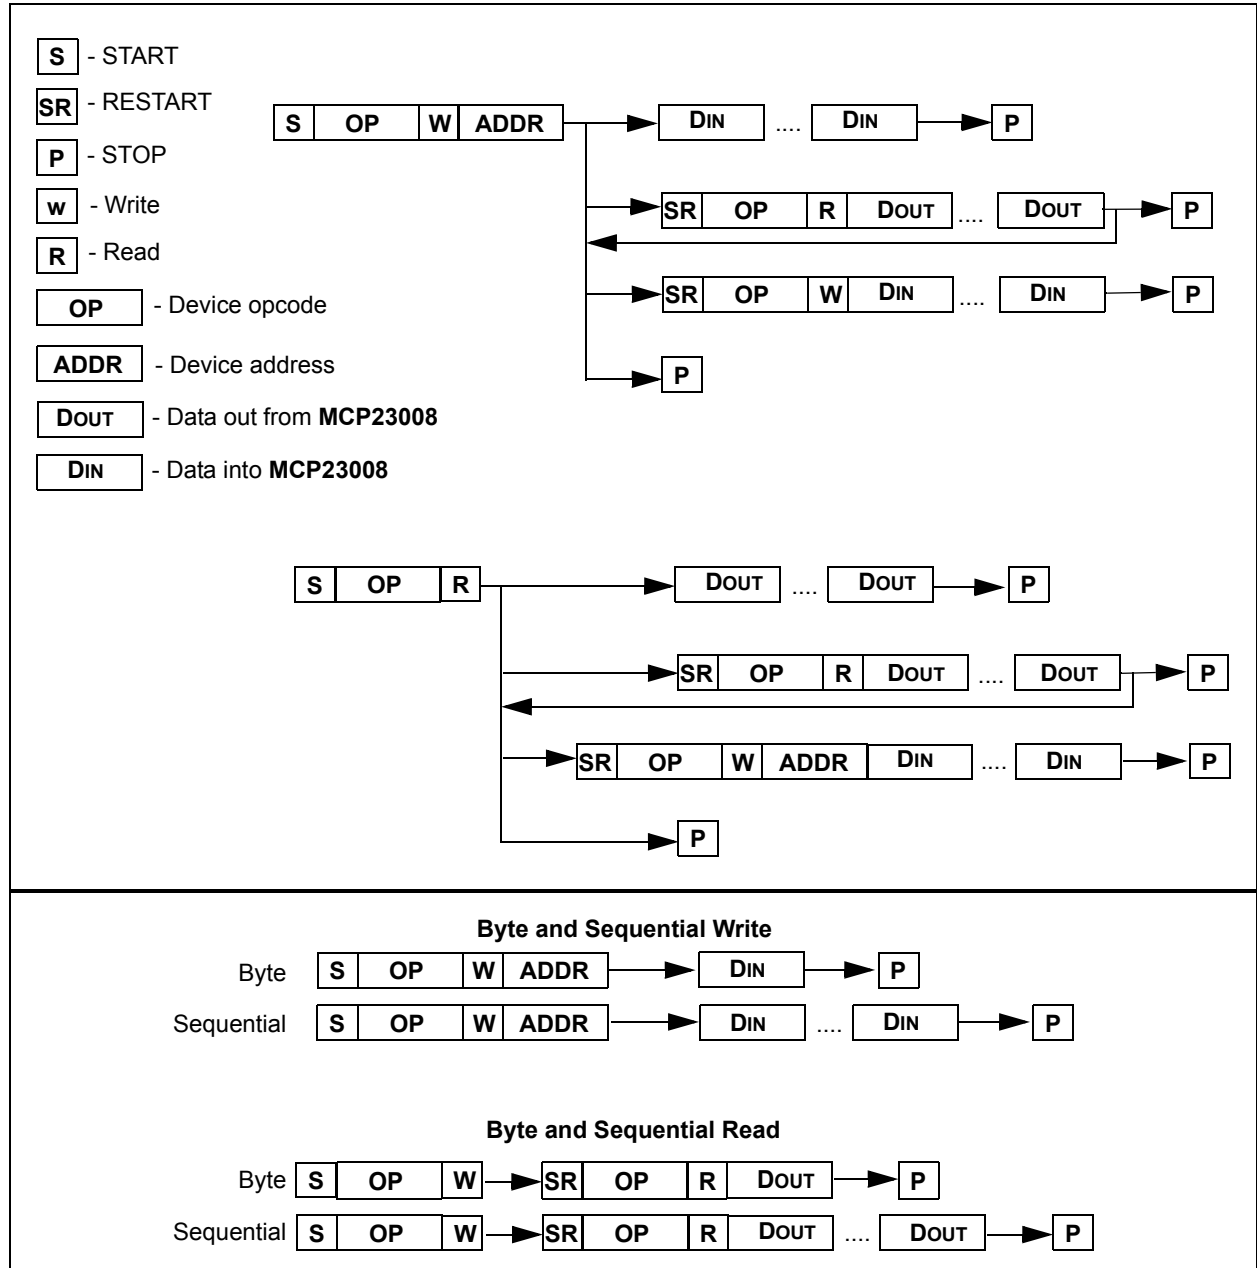 S - START
SR - RESTART
P - STOP
w - Write
R - Read
OP - Device opcode
ADDR - Device address
DOUT - Data out from MCP23008
DIN - Data into MCP23008
S OP W ADDR DIN .... DIN P
SR OP R DOUT .... DOUT P
SR OP W DIN .... DIN P
P
S OP R DOUT .... DOUT P
SR OP R DOUT .... DOUT P
SR OP W ADDR DIN .... DIN P
P
Byte and Sequential Write
Byte S OP W ADDR DIN P
Sequential S OP W ADDR DIN .... DIN P
Byte and Sequential Read
Byte S OP W SR OP R DOUT P
Sequential S OP W SR OP R DOUT .... DOUT P